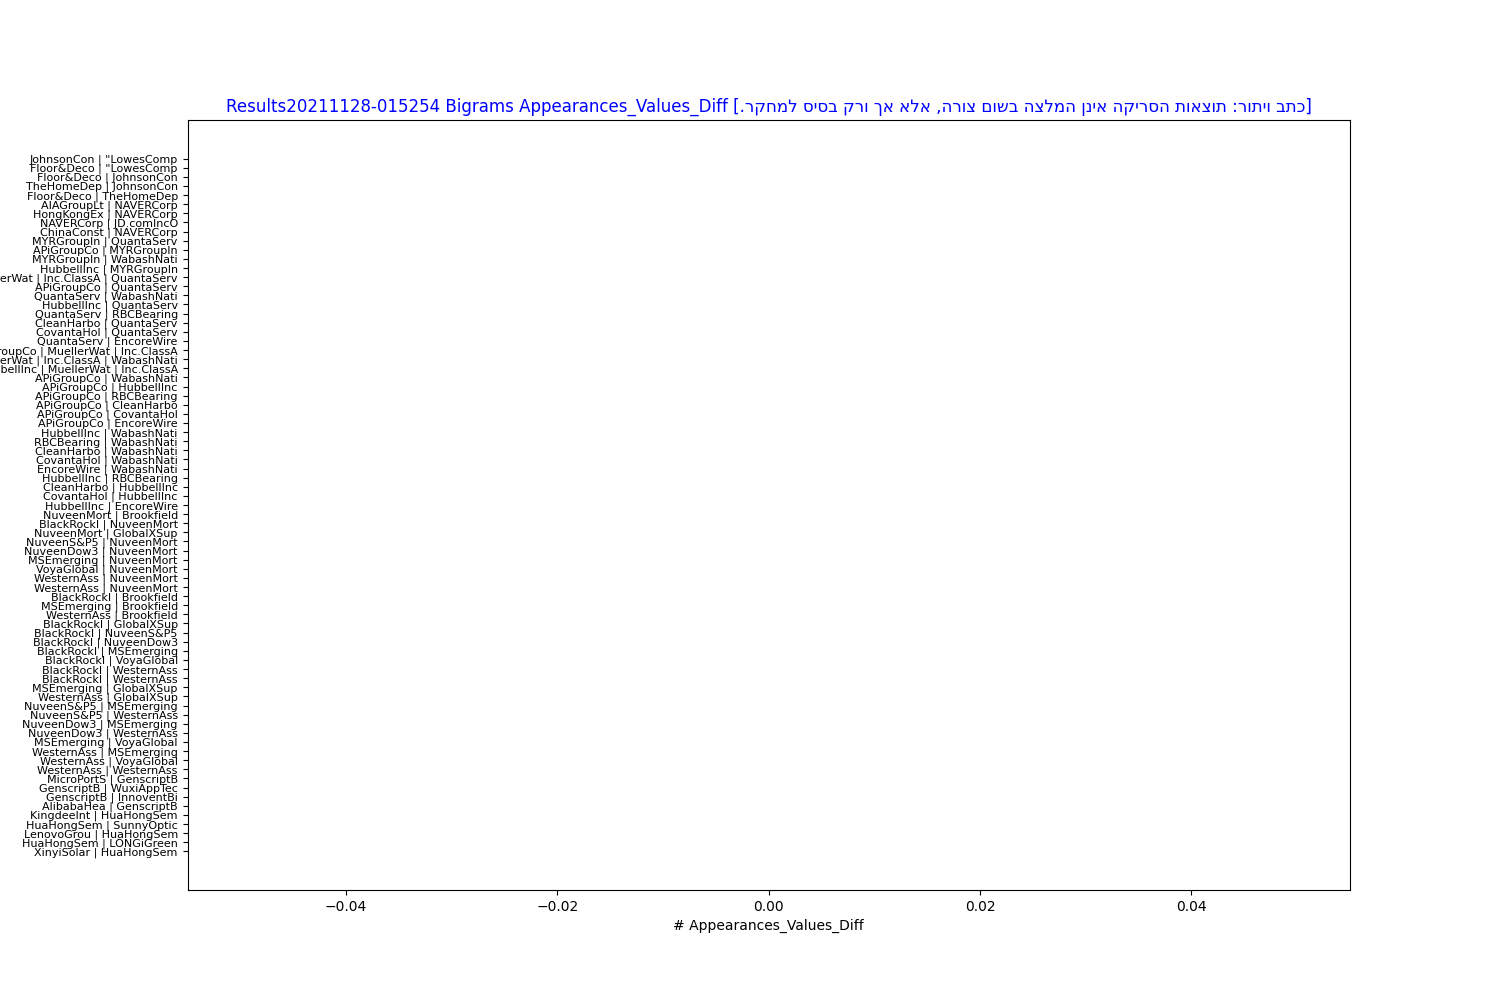 Results20211128-015254 Bigrams Appearances_Values_Diff [כתב ויתור: תוצאות הסריקה אינן המלצה בשום צורה, אלא אך ורק בסיס למחקר.]
JohnsonCon | "LowesComp
Floor&Deco | "LowesComp
Floor&Deco | JohnsonCon
TheHomeDep | JohnsonCon
Floor&Deco | TheHomeDep
AIAGroupLt | NAVERCorp
HongKongEx | NAVERCorp
NAVERCorp | JD.comIncO
ChinaConst | NAVERCorp
MYRGroupIn | QuantaServ
APiGroupCo | MYRGroupIn
MYRGroupIn | WabashNati
HubbellInc | MYRGroupIn
erWat | Inc.ClassA | QuantaServ
APiGroupCo | QuantaServ
QuantaServ | WabashNati
HubbellInc | QuantaServ
QuantaServ | RBCBearing
CleanHarbo | QuantaServ
CovantaHol | QuantaServ
QuantaServ | EncoreWire
roupCo | MuellerWat | Inc.ClassA
erWat | Inc.ClassA | WabashNati
bellInc | MuellerWat | Inc.ClassA
APiGroupCo | WabashNati
APiGroupCo | HubbellInc
APiGroupCo | RBCBearing
APiGroupCo | CleanHarbo
APiGroupCo | CovantaHol
APiGroupCo | EncoreWire
HubbellInc | WabashNati
RBCBearing | WabashNati
CleanHarbo | WabashNati
CovantaHol | WabashNati
EncoreWire | WabashNati
HubbellInc | RBCBearing
CleanHarbo | HubbellInc
CovantaHol | HubbellInc
HubbellInc | EncoreWire
NuveenMort | Brookfield
BlackRockI | NuveenMort
NuveenMort | GlobalXSup
NuveenS&P5 | NuveenMort
NuveenDow3 | NuveenMort
MSEmerging | NuveenMort
VoyaGlobal | NuveenMort
WesternAss | NuveenMort
WesternAss | NuveenMort
BlackRockI | Brookfield
MSEmerging | Brookfield
WesternAss | Brookfield
BlackRockI | GlobalXSup
BlackRockI | NuveenS&P5
BlackRockI | NuveenDow3
BlackRockI | MSEmerging
BlackRockI | VoyaGlobal
BlackRockI | WesternAss
BlackRockI | WesternAss
MSEmerging | GlobalXSup
WesternAss | GlobalXSup
NuveenS&P5 | MSEmerging
NuveenS&P5 | WesternAss
NuveenDow3 | MSEmerging
NuveenDow3 | WesternAss
MSEmerging | VoyaGlobal
WesternAss | MSEmerging
WesternAss | VoyaGlobal
WesternAss | WesternAss
MicroPortS | GenscriptB
GenscriptB | WuxiAppTec
GenscriptB | InnoventBi
AlibabaHea | GenscriptB
KingdeeInt | HuaHongSem
HuaHongSem | SunnyOptic
LenovoGrou | HuaHongSem
HuaHongSem | LONGiGreen
XinyiSolar | HuaHongSem
−0.04 −0.02 0.00 0.02 0.04
# Appearances_Values_Diff